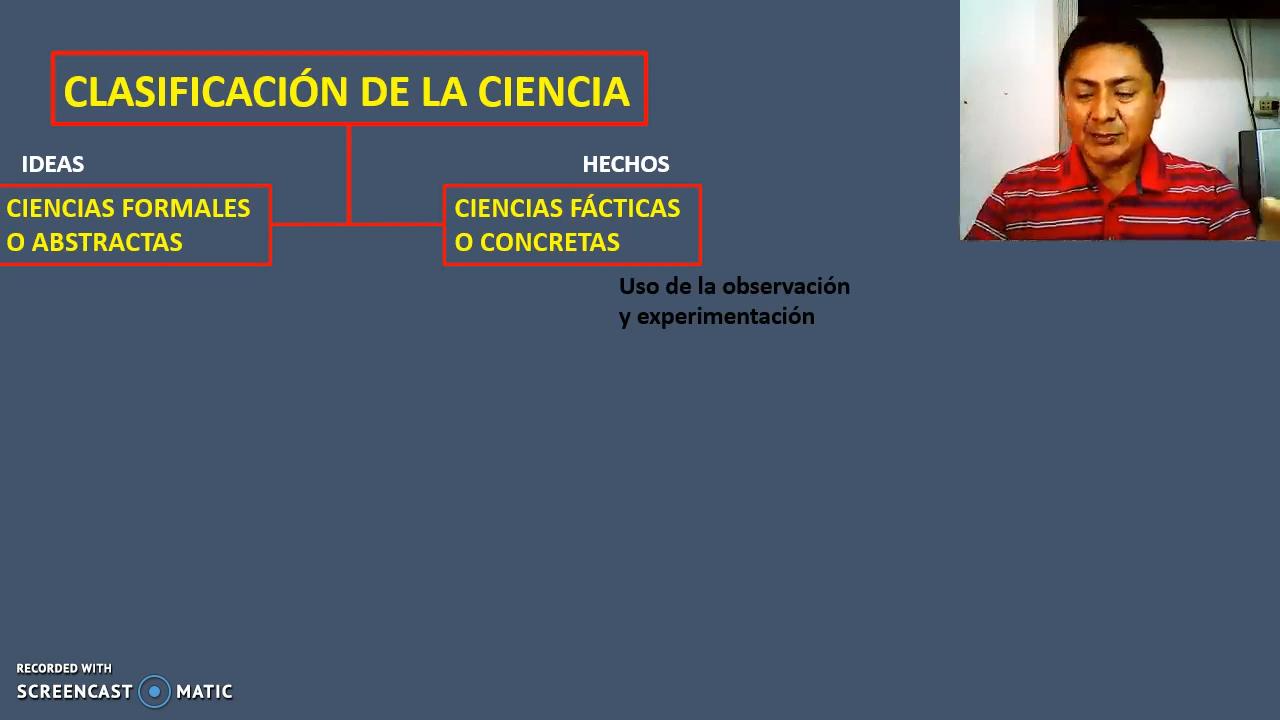 CLASIFICACIÓN DE LA CIENCIA
IDEAS
HECHOS
CIENCIAS FORMALES
O ABSTRACTAS
CIENCIAS FÁCTICAS
O CONCRETAS
Uso de la observación
y experimentación
RECORDED WITH
SCREENCAST MATIC